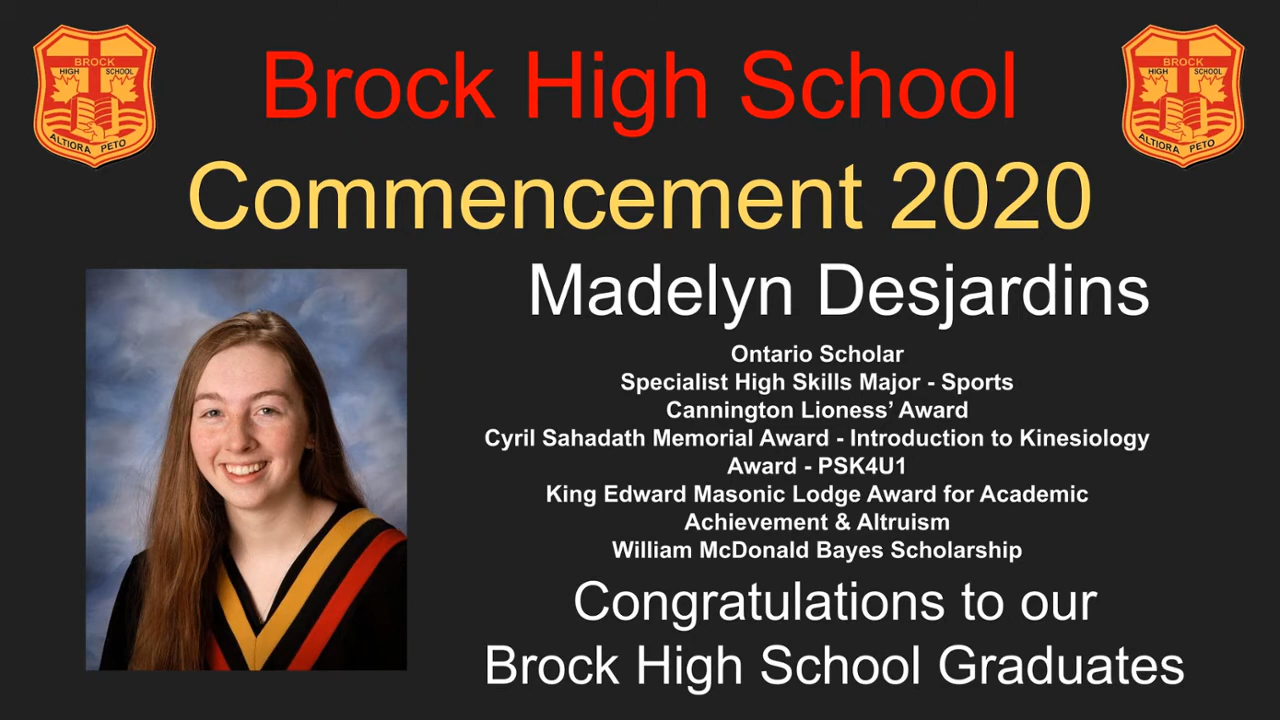 BROCK
HIGH SCHOOL
ALTIORA PETO
Brock High School
BROCK
HIGH SCHOOL
ALTIORA PETO
Commencement 2020
Madelyn Desjardins
Ontario Scholar
Specialist High Skills Major - Sports
Cannington Lioness’ Award
Cyril Sahadath Memorial Award - Introduction to Kinesiology
Award - PSK4U1
King Edward Masonic Lodge Award for Academic
Achievement & Altruism
William McDonald Bayes Scholarship
Congratulations to our
Brock High School Graduates